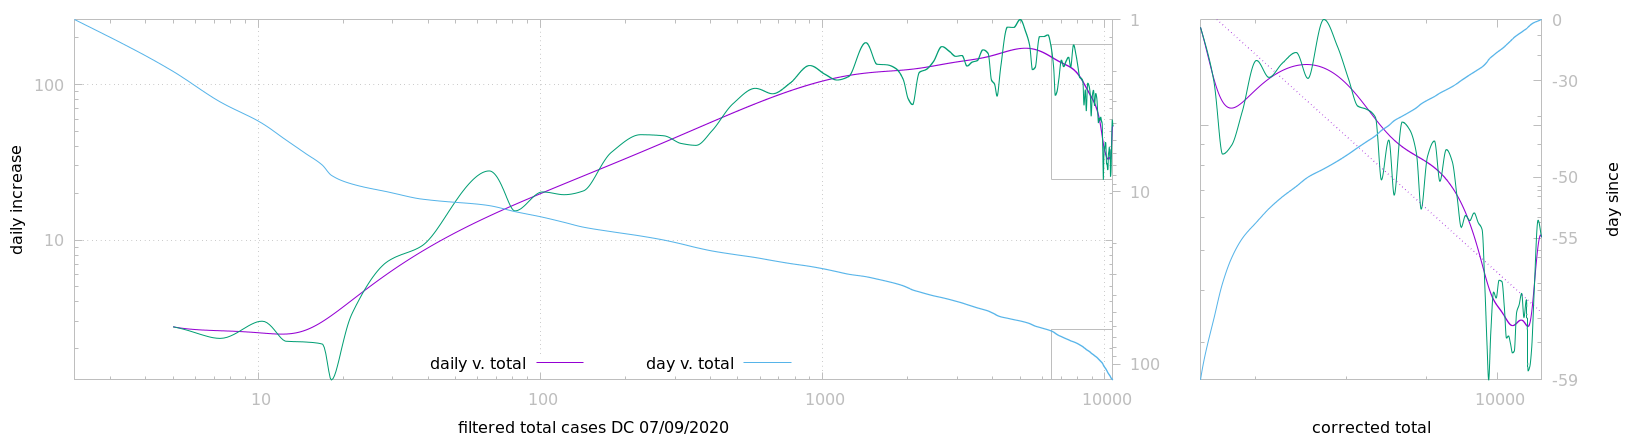 daily increase
100
10
daily v. total
day v. total
10
100
1000
10000
filtered total cases DC 07/09/2020
1
10
100
0
-30
-50
-55
-59
day since
10000
corrected total